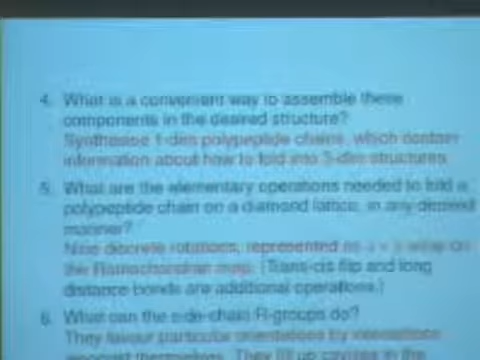 4. What is a convenient way to assemble these
components in the desired structure?
Synthesise 1-dim polypeptide chains, which contain
information about how to fold into 3-dim structures.
5. What are the elementary operations needed to fold a
polypeptide chain on a diamond lattice, in any desired
manner?
Nine discrete rotations, represented as
the Ramachandran map. (Trans-cis flip and long
distance bonds are additional operations.)
6. What can the side-chain R-groups do?
They favour particular orientations by interactions
amongst themselves. They fill up cavities in the